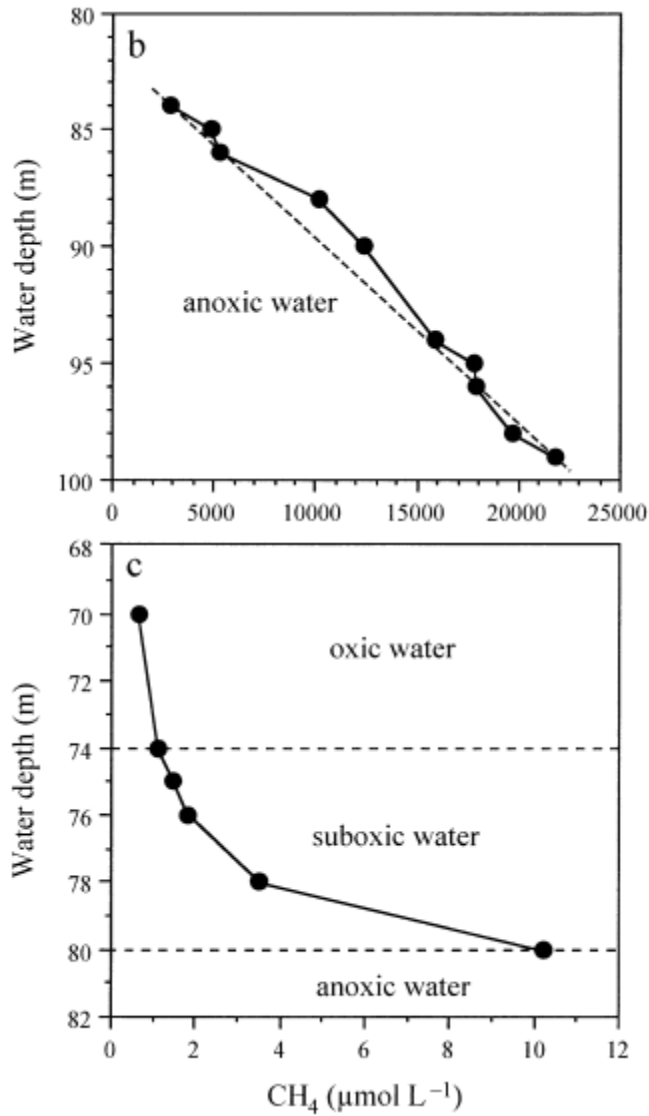 80
b
85
90
anoxic water
95
100
Water depth (m)
0 5000 10000 15000 20000 25000
68
c
70
oxic water
72
74
76
suboxic water
78
80
anoxic water
82
Water depth (m)
0 2 4 6 8 10 12
CH₄ (μmol L⁻¹)